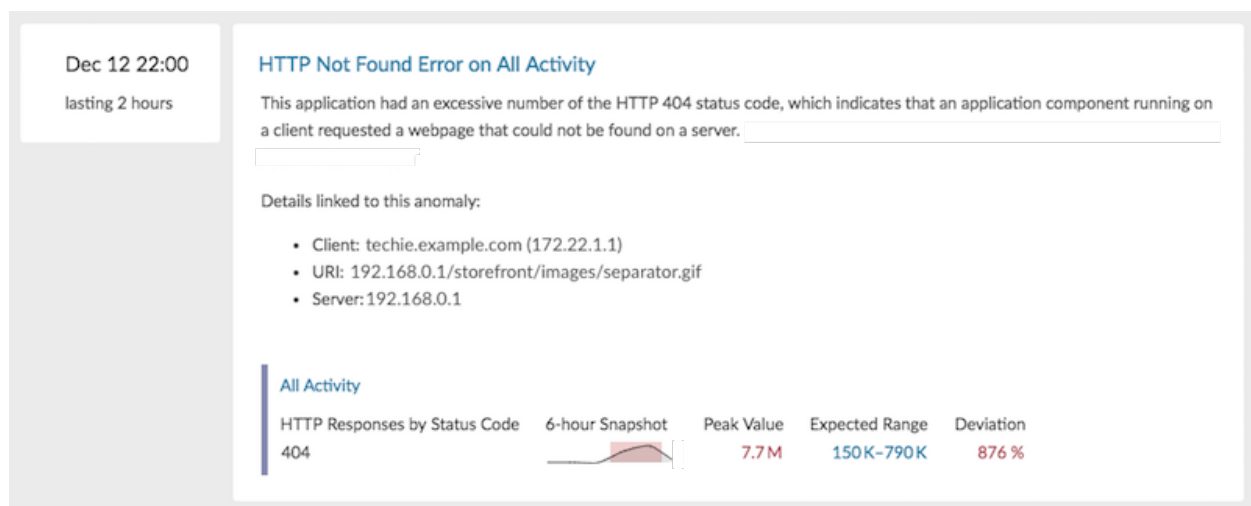 Dec 12 22:00
lasting 2 hours
HTTP Not Found Error on All Activity
This application had an excessive number of the HTTP 404 status code, which indicates that an application component running on
a client requested a webpage that could not be found on a server.
Details linked to this anomaly:
• Client: techie.example.com (172.22.1.1)
• URI: 192.168.0.1/storefront/images/separator.gif
• Server:192.168.0.1
All Activity
HTTP Responses by Status Code 6-hour Snapshot Peak Value Expected Range Deviation
404 7.7 M 150 K–790 K 876 %